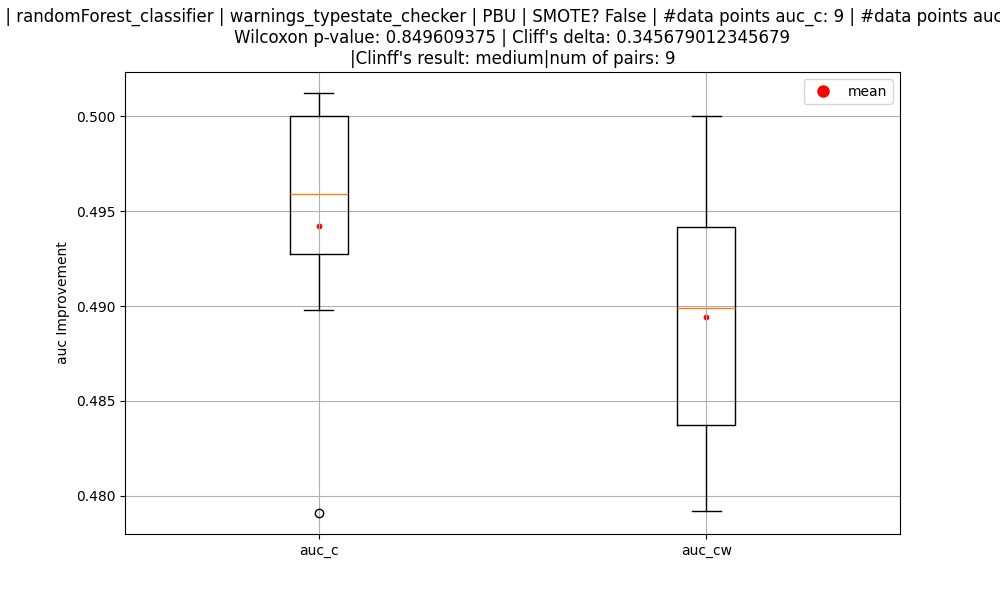 | randomForest_classifier | warnings_typestate_checker | PBU | SMOTE? False | #data points auc_c: 9 | #data points auc
Wilcoxon p-value: 0.849609375 | Cliff's delta: 0.345679012345679
|Clinff's result: medium|num of pairs: 9
mean
0.500
0.495
0.490
0.485
0.480
auc Improvement
auc_c
auc_cw